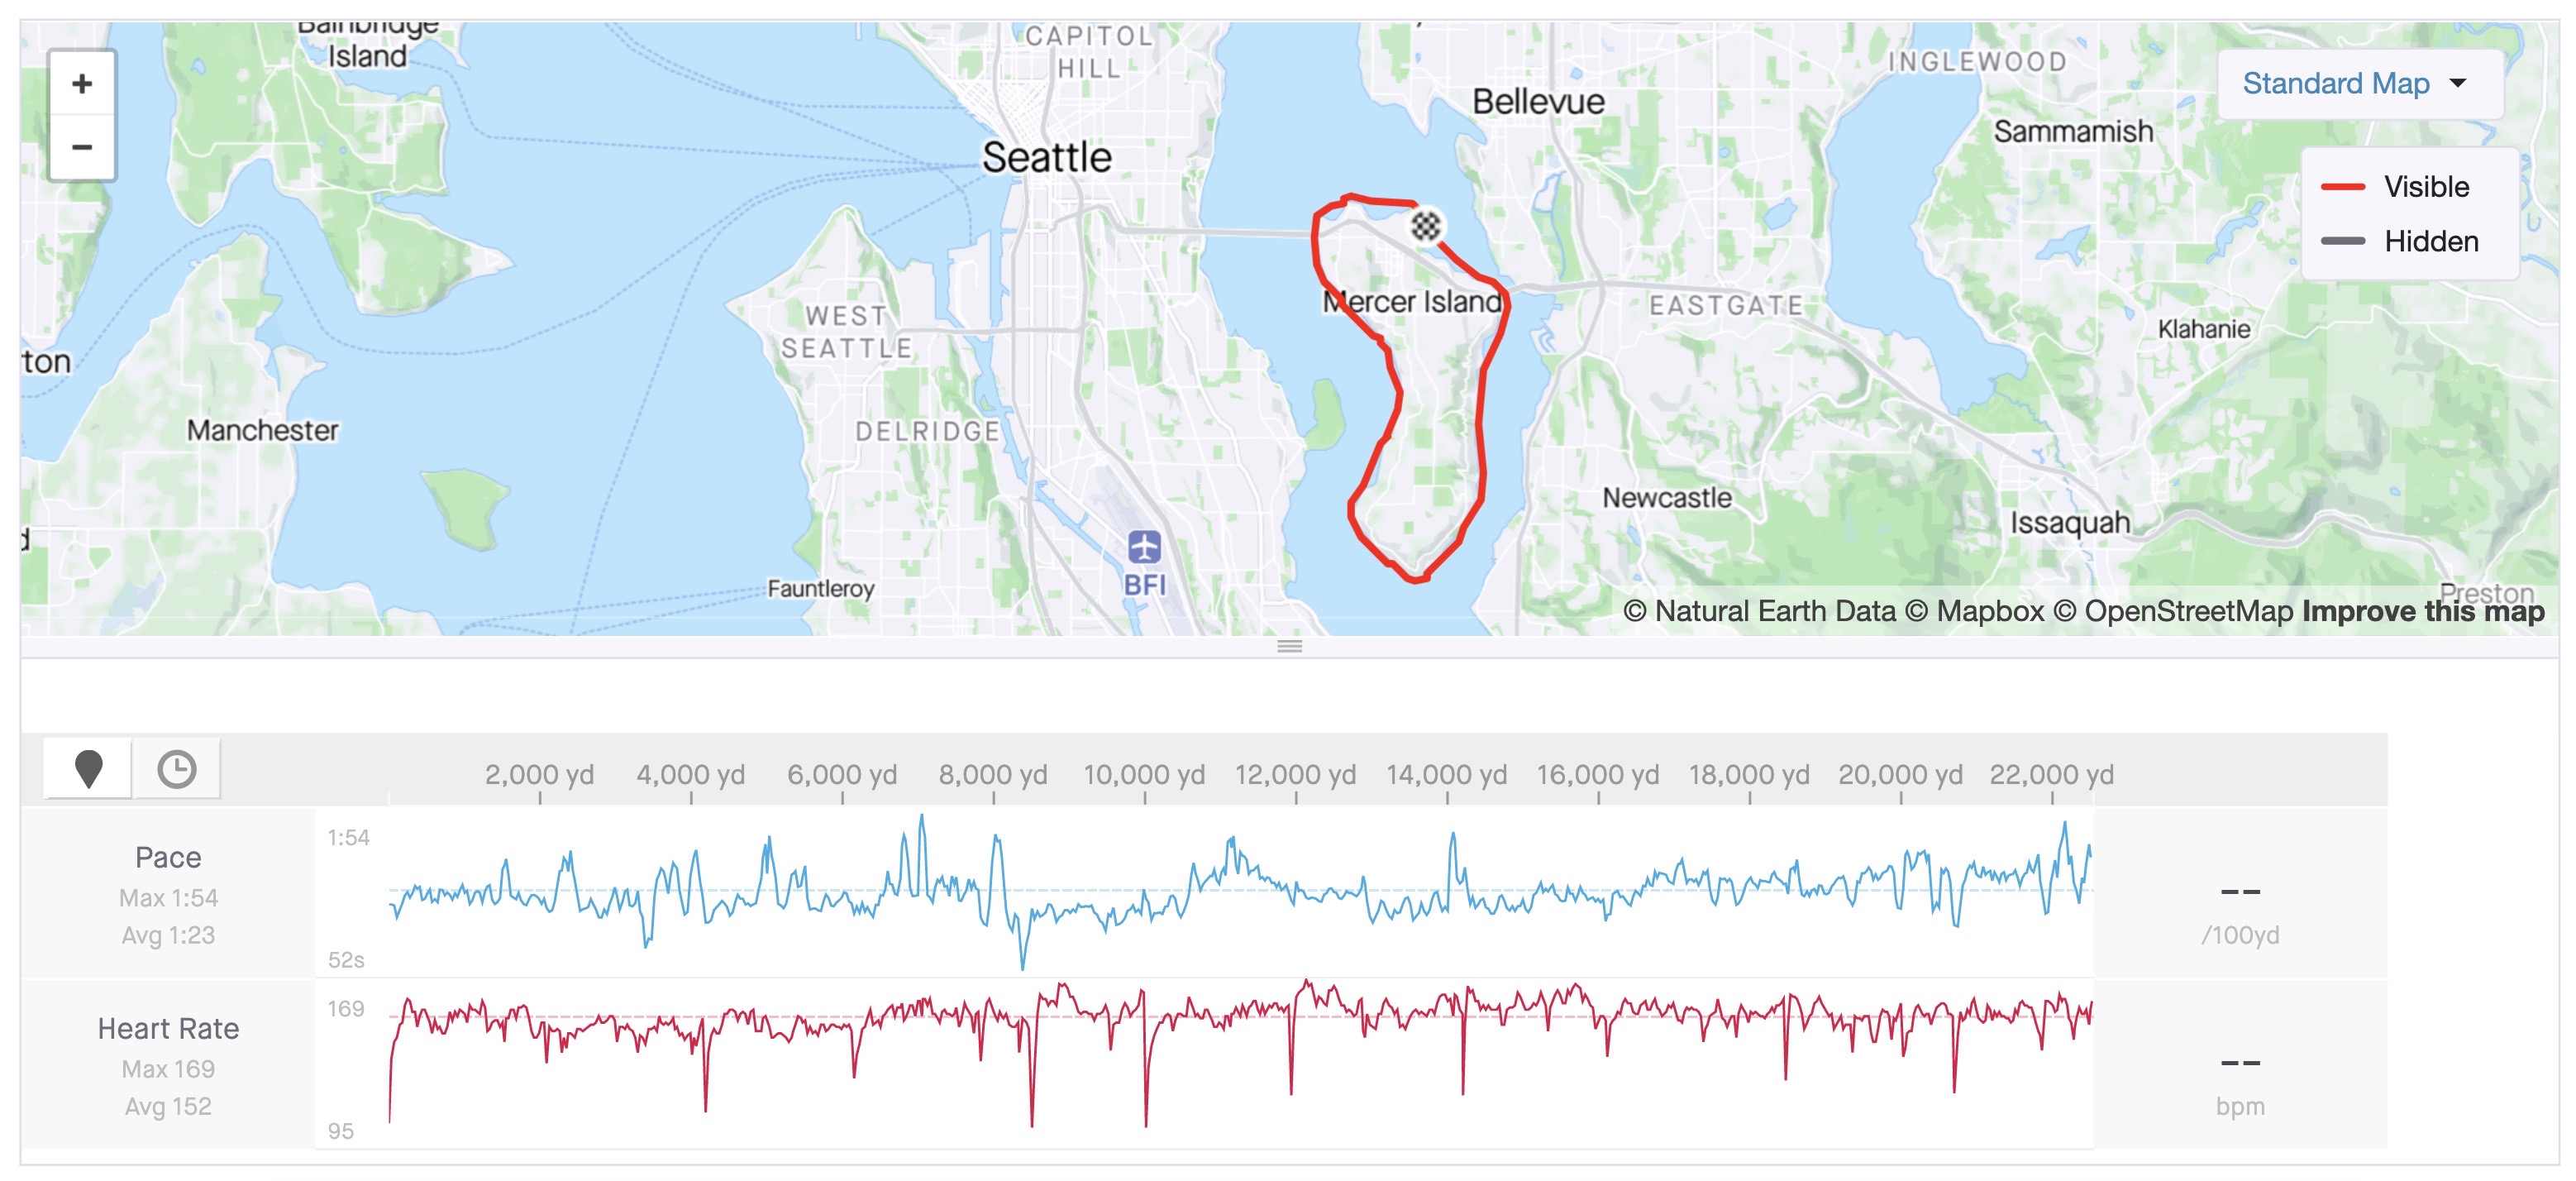 Bainbridge
Island
CAPITOL
HILL
INGLEWOOD
+
−
Standard Map
Bellevue
Sammamish
Seattle
Visible
Hidden
Mercer Island
EASTGATE
WEST
SEATTLE
Klahanie
ton
Manchester
DELRIDGE
Newcastle
Issaquah
d
BFI
Fauntleroy
Preston
© Natural Earth Data © Mapbox © OpenStreetMap Improve this map
2,000 yd 4,000 yd 6,000 yd 8,000 yd 10,000 yd 12,000 yd 14,000 yd 16,000 yd 18,000 yd 20,000 yd 22,000 yd
Pace
Max 1:54
Avg 1:23
1:54
52s
--
/100yd
Heart Rate
Max 169
Avg 152
169
95
--
bpm